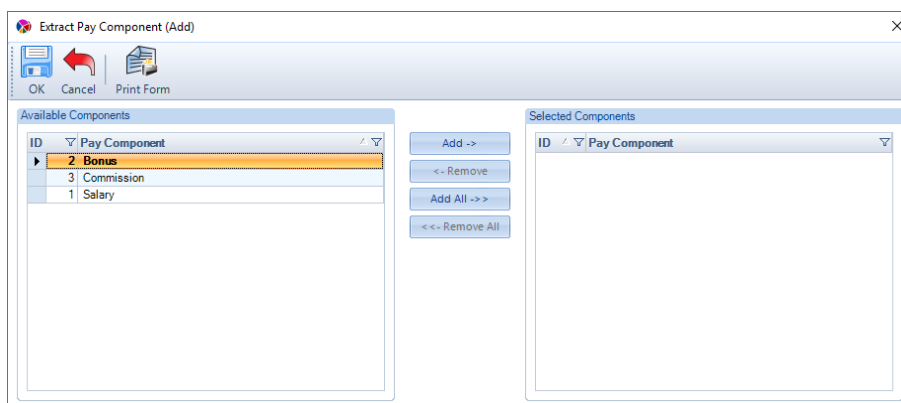 Extract Pay Component (Add)
OK Cancel Print Form
Available Components
ID Pay Component
2 Bonus
3 Commission
1 Salary
Add ->
<- Remove
Add All ->>
<<- Remove All
Selected Components
ID Pay Component